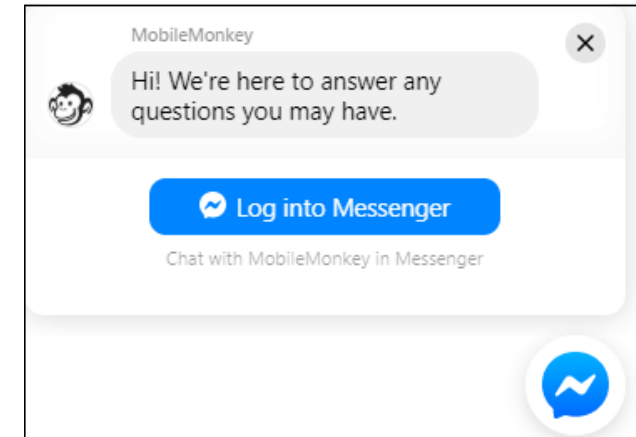 MobileMonkey
Hi! We're here to answer any
questions you may have.
Log into Messenger
Chat with MobileMonkey in Messenger